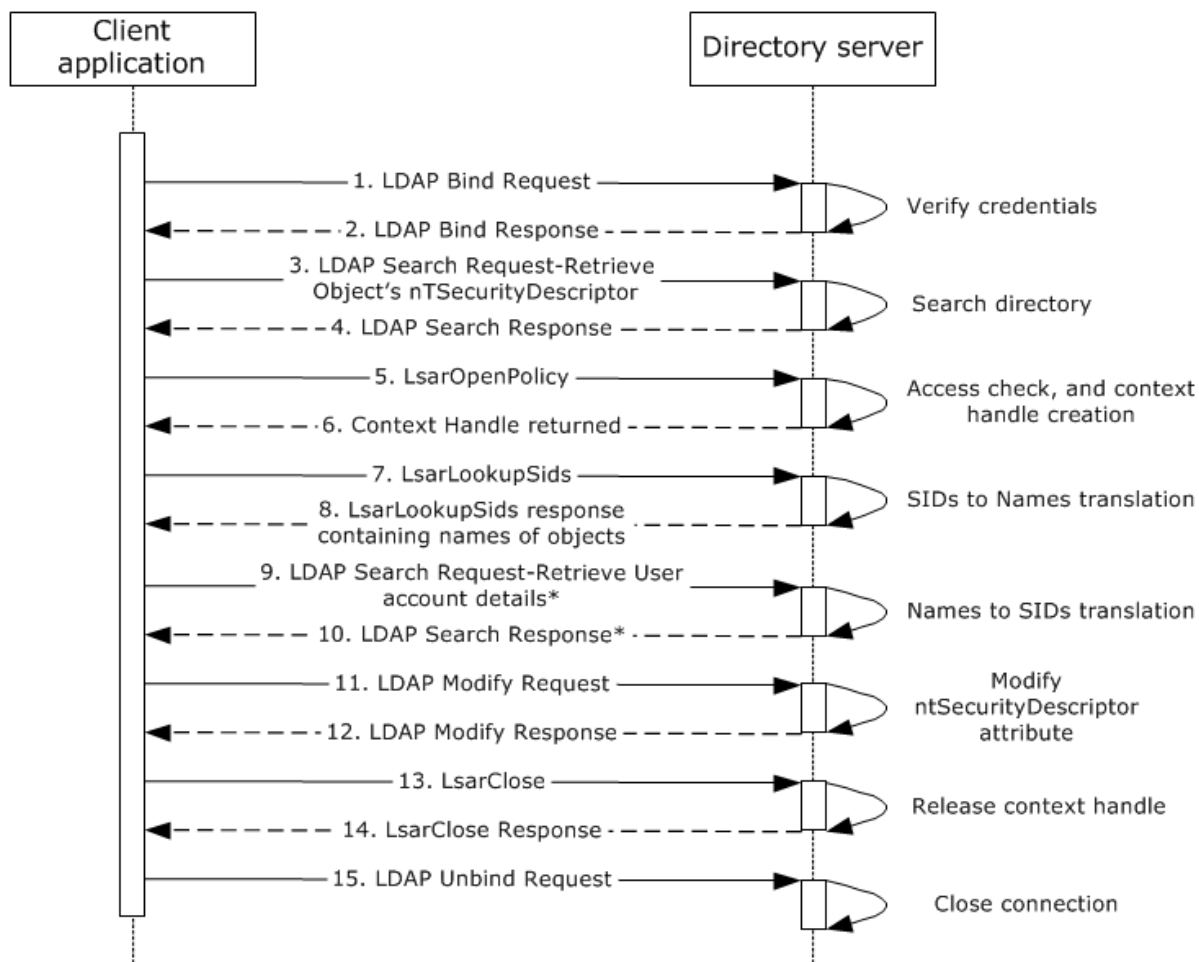 Client
application
Directory server
1. LDAP Bind Request
Verify credentials
2. LDAP Bind Response
3. LDAP Search Request-Retrieve
Object's nTSecurityDescriptor
Search directory
4. LDAP Search Response
5. LsarOpenPolicy
Access check, and context
handle creation
6. Context Handle returned
7. LsarLookupSids
SIDs to Names translation
8. LsarLookupSids response
containing names of objects
9. LDAP Search Request-Retrieve User
account details*
Names to SIDs translation
10. LDAP Search Response*
11. LDAP Modify Request
Modify
ntSecurityDescriptor
attribute
12. LDAP Modify Response
13. LsarClose
Release context handle
14. LsarClose Response
15. LDAP Unbind Request
Close connection